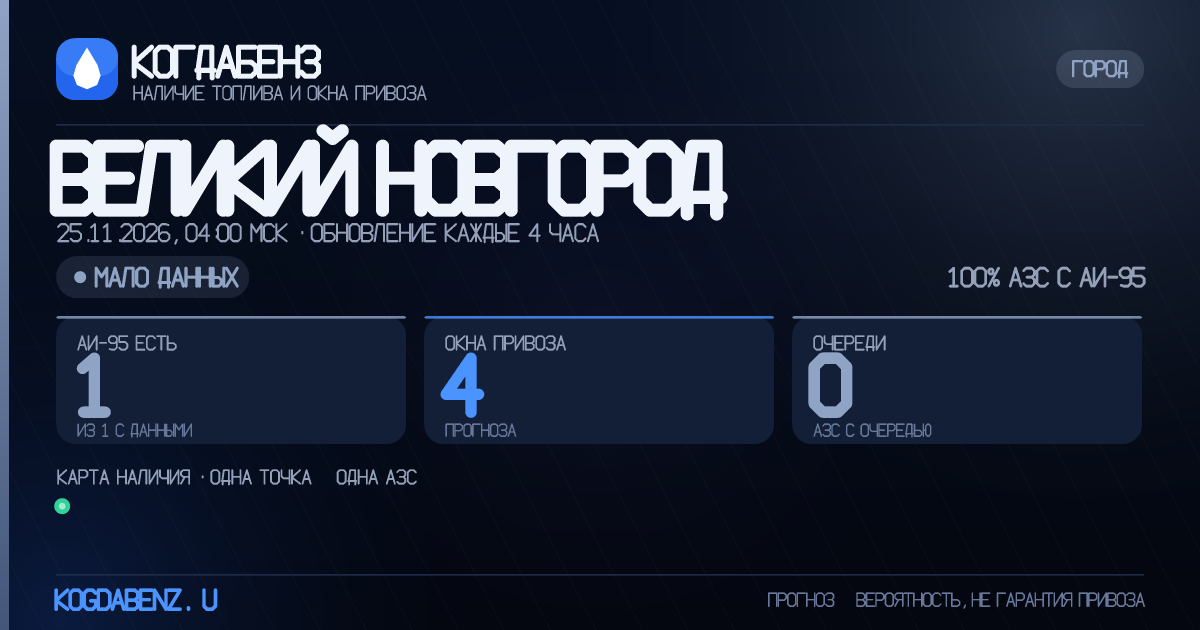 КОГДАБЕНЗ
НАЛИЧИЕ ТОПЛИВА И ОКНА ПРИВОЗА
ГОРОД
ВЕЛИКИЙ НОВГОРОД
25.11.2026, 04:00 МСК · ОБНОВЛЕНИЕ КАЖДЫЕ 4 ЧАСА
МАЛО ДАННЫХ
100% АЗС С АИ-95
АИ-95 ЕСТЬ
1
ИЗ 1 С ДАННЫМИ
ОКНА ПРИВОЗА
4
ПРОГНОЗА
ОЧЕРЕДИ
0
АЗС С ОЧЕРЕДЬЮ
КАРТА НАЛИЧИЯ · ОДНА ТОЧКА ОДНА АЗС
KOGDABENZ. U
ПРОГНОЗ ВЕРОЯТНОСТЬ, НЕ ГАРАНТИЯ ПРИВОЗА